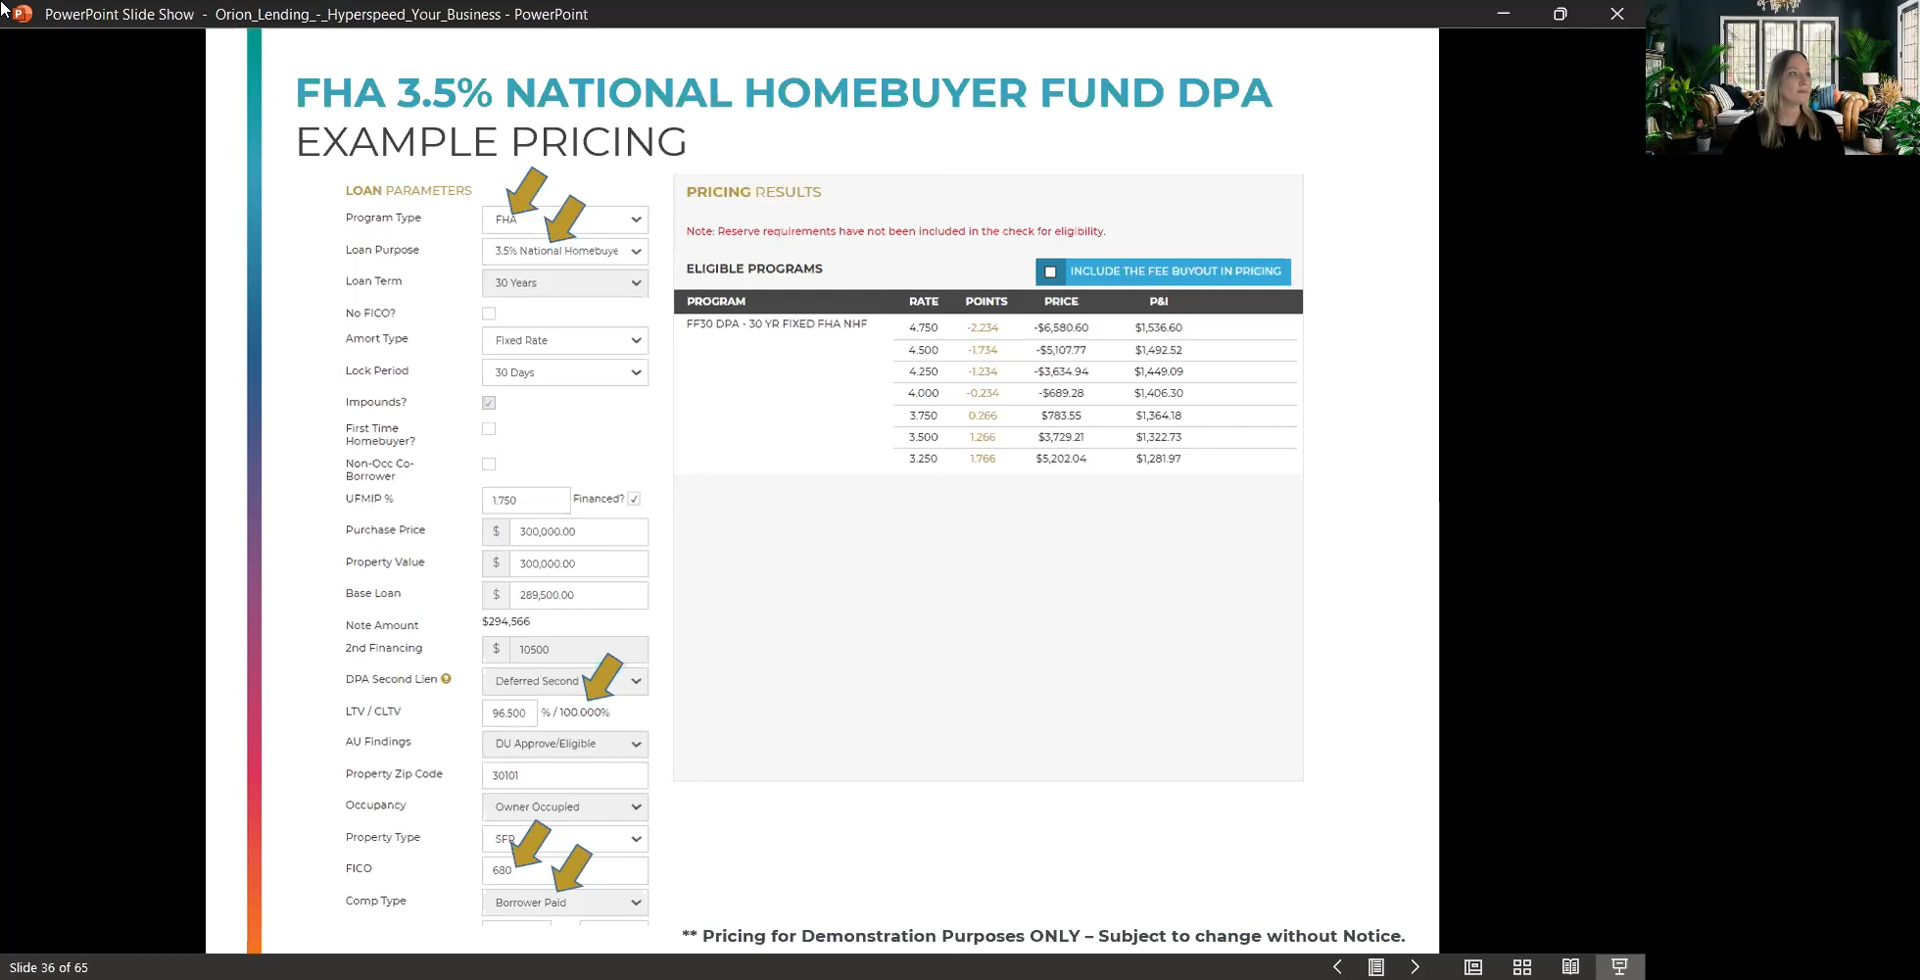 PowerPoint Slide Show - Orion_Lending_-_Hyperspeed_Your_Business - PowerPoint
FHA 3.5% NATIONAL HOMEBUYER FUND DPA
EXAMPLE PRICING
LOAN PARAMETERS
Program Type FHA
Loan Purpose 3.5% National Homebuye
Loan Term 30 Years
No FICO?
Amort Type Fixed Rate
Lock Period 30 Days
Impounds?
First Time
Homebuyer?
Non-Occ Co-
Borrower
UFMIP % 1.750 Financed?
Purchase Price $ 300,000.00
Property Value $ 300,000.00
Base Loan $ 289,500.00
Note Amount $294,566
2nd Financing $ 10500
DPA Second Lien ? Deferred Second
LTV / CLTV 96.500 % / 100.000%
AU Findings DU Approve/Eligible
Property Zip Code 30101
Occupancy Owner Occupied
Property Type SFR
FICO 680
Comp Type Borrower Paid
PRICING RESULTS
Note: Reserve requirements have not been included in the check for eligibility.
ELIGIBLE PROGRAMS INCLUDE THE FEE BUYOUT IN PRICING
PROGRAM RATE POINTS PRICE P&I
FF30 DPA - 30 YR FIXED FHA NHF 4.750 -2.234 -$6,580.60 $1,536.60
4.500 -1.734 -$5,107.77 $1,492.52
4.250 -1.234 -$3,634.94 $1,449.09
4.000 -0.234 -$689.28 $1,406.30
3.750 0.266 $783.55 $1,364.18
3.500 1.266 $3,729.21 $1,322.73
3.250 1.766 $5,202.04 $1,281.97
** Pricing for Demonstration Purposes ONLY – Subject to change without Notice.
Slide 36 of 65